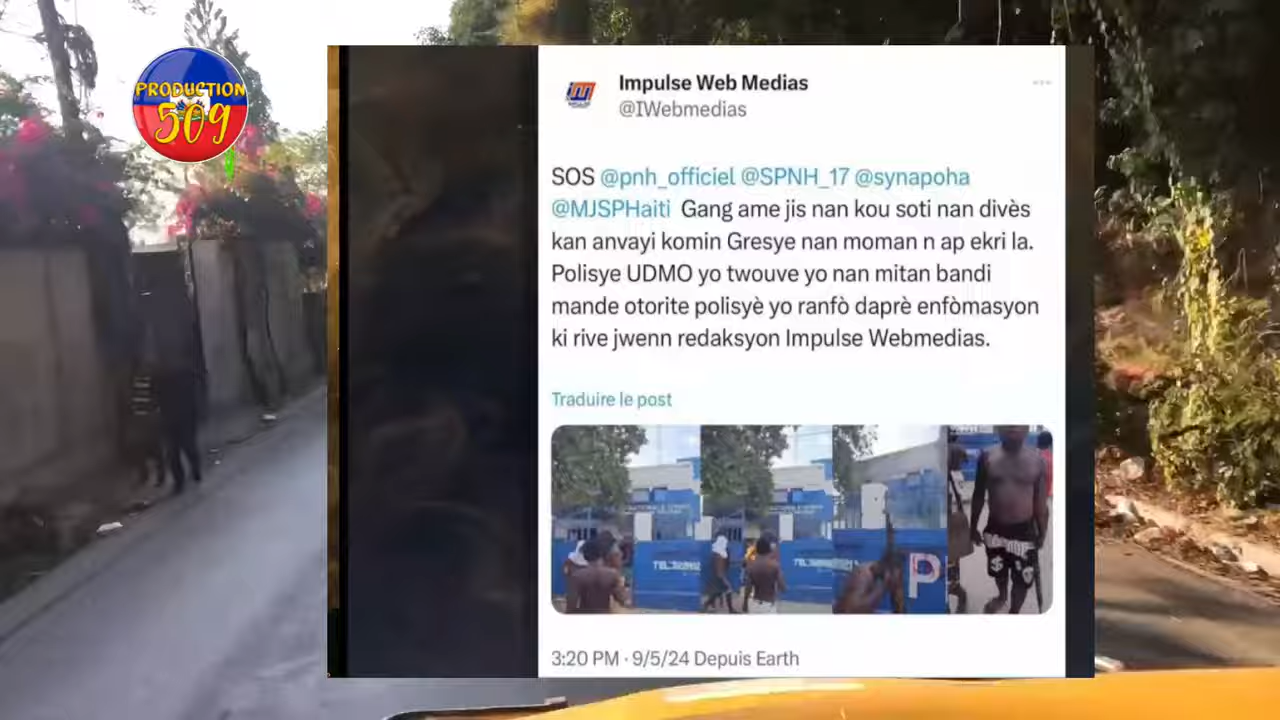 PRODUCTION
509
Impulse Web Medias
@IWebmedias
SOS @pnh_officiel @SPNH_17 @synapoha
@MJSPHaiti Gang ame jis nan kou soti nan divès
kan anvayi komin Gresye nan moman n ap ekri la.
Polisye UDMO yo twouve yo nan mitan bandi
mande otorite polisyè yo ranfò daprè enfòmasyon
ki rive jwenn redaksyon Impulse Webmedias.
Traduire le post
P
3:20 PM · 9/5/24 Depuis Earth